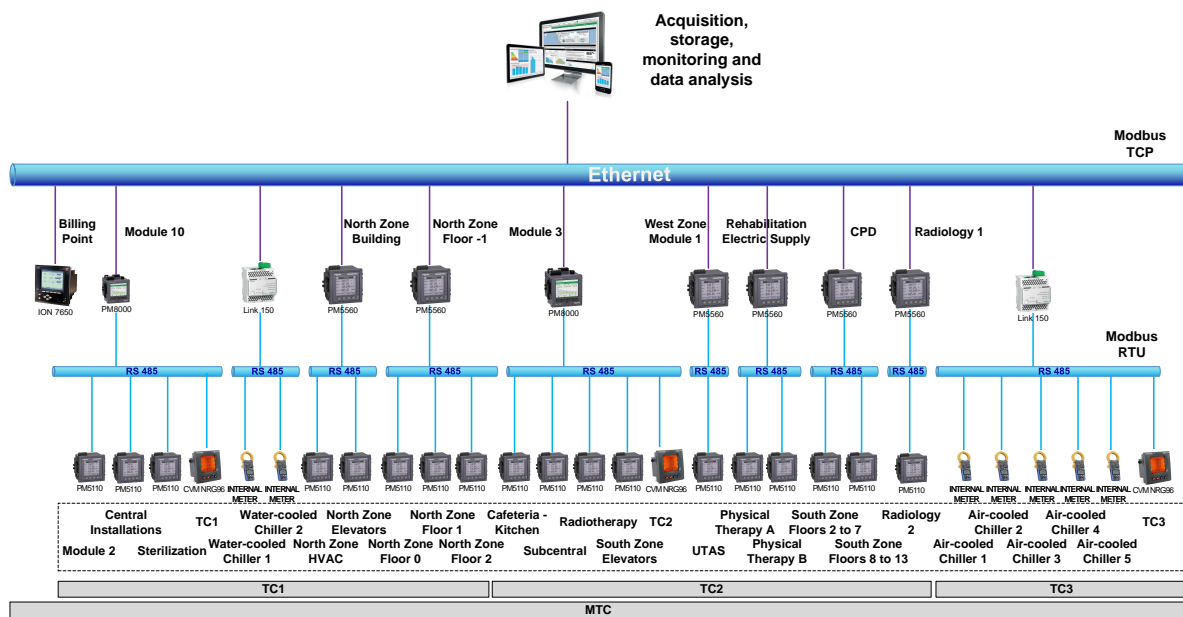 Acquisition,
storage,
monitoring and
data analysis
Modbus
TCP
Ethernet
Billing
Point
Module 10
North Zone
Building
North Zone
Floor -1
Module 3
West Zone
Module 1
Rehabilitation
Electric Supply
CPD
Radiology 1
ION 7650
PM8000
Link 150
PM5560
PM5560
PM8000
PM5560
PM5560
PM5560
PM5560
Link 150
Modbus
RTU
RS 485
RS 485
RS 485
RS 485
RS 485
RS 485
RS 485
RS 485
RS 485
RS 485
PM5110
PM5110
PM5110
CVM NRG96
INTERNAL
METER
INTERNAL
METER
PM5110
PM5110
PM5110
PM5110
PM5110
PM5110
PM5110
PM5110
PM5110
CVM NRG96
PM5110
PM5110
PM5110
PM5110
PM5110
PM5110
INTERNAL
METER
INTERNAL
METER
INTERNAL
METER
INTERNAL
METER
INTERNAL
METER
CVM NRG96
Central
Installations
TC1
Water-cooled
Chiller 2
North Zone
Elevators
North Zone
Floor 1
Cafeteria -
Kitchen
Radiotherapy
TC2
Physical
Therapy A
South Zone
Floors 2 to 7
Radiology
2
Air-cooled
Chiller 2
Air-cooled
Chiller 4
TC3
Module 2
Sterilization
Water-cooled
Chiller 1
North Zone
HVAC
North Zone
Floor 0
North Zone
Floor 2
Subcentral
South Zone
Elevators
UTAS
Physical
Therapy B
South Zone
Floors 8 to 13
Air-cooled
Chiller 1
Air-cooled
Chiller 3
Air-cooled
Chiller 5
TC1
TC2
TC3
MTC